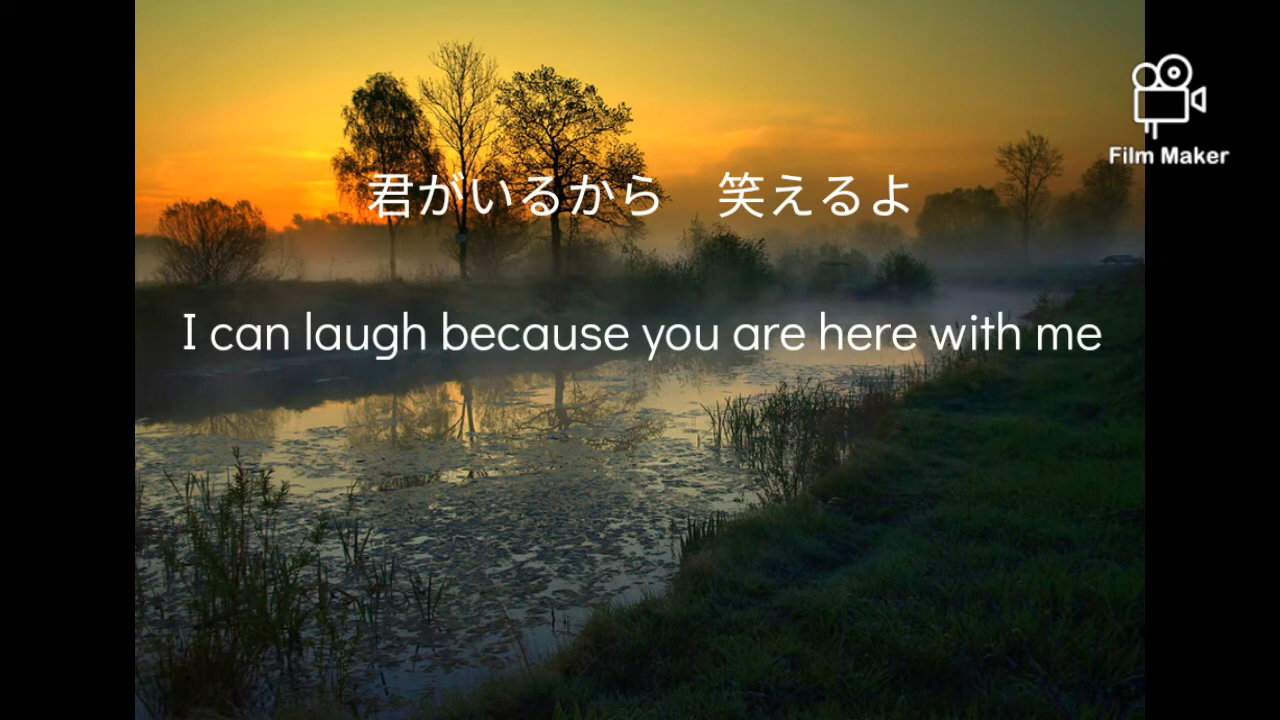 Film Maker
君がいるから　笑えるよ
I can laugh because you are here with me